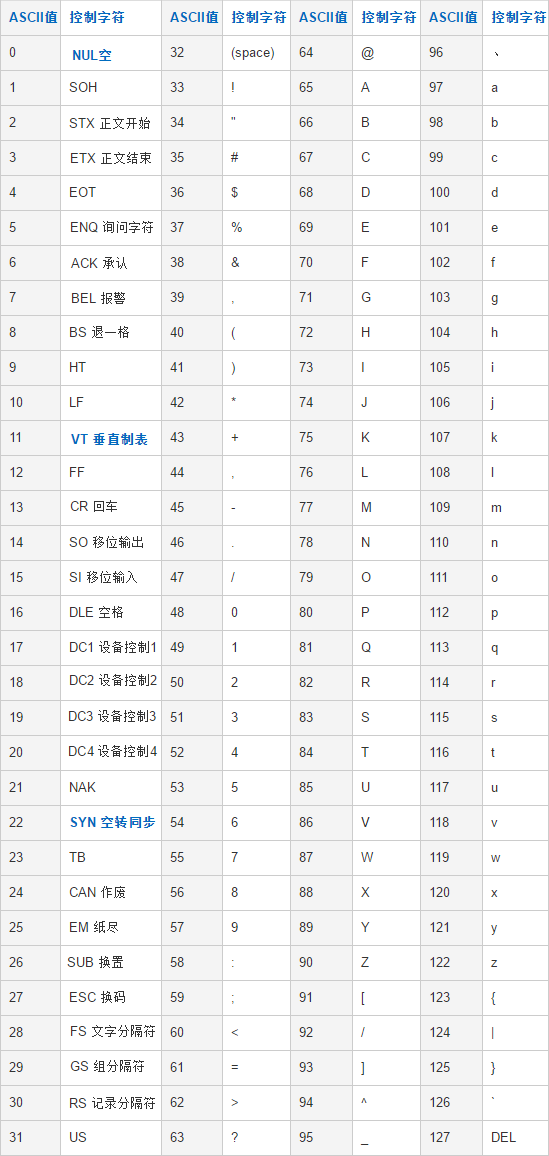 ASCII值 控制字符 ASCII值 控制字符 ASCII值 控制字符 ASCII值 控制字符
0 NUL空 32 (space) 64 @ 96 、
1 SOH 33 ! 65 A 97 a
2 STX 正文开始 34 " 66 B 98 b
3 ETX 正文结束 35 # 67 C 99 c
4 EOT 36 $ 68 D 100 d
5 ENQ 询问字符 37 % 69 E 101 e
6 ACK 承认 38 & 70 F 102 f
7 BEL 报警 39 , 71 G 103 g
8 BS 退一格 40 ( 72 H 104 h
9 HT 41 ) 73 I 105 i
10 LF 42 * 74 J 106 j
11 VT 垂直制表 43 + 75 K 107 k
12 FF 44 , 76 L 108 l
13 CR 回车 45 - 77 M 109 m
14 SO 移位输出 46 . 78 N 110 n
15 SI 移位输入 47 / 79 O 111 o
16 DLE 空格 48 0 80 P 112 p
17 DC1 设备控制1 49 1 81 Q 113 q
18 DC2 设备控制2 50 2 82 R 114 r
19 DC3 设备控制3 51 3 83 S 115 s
20 DC4 设备控制4 52 4 84 T 116 t
21 NAK 53 5 85 U 117 u
22 SYN 空转同步 54 6 86 V 118 v
23 TB 55 7 87 W 119 w
24 CAN 作废 56 8 88 X 120 x
25 EM 纸尽 57 9 89 Y 121 y
26 SUB 换置 58 : 90 Z 122 z
27 ESC 换码 59 ; 91 [ 123 {
28 FS 文字分隔符 60 < 92 / 124 |
29 GS 组分隔符 61 = 93 ] 125 }
30 RS 记录分隔符 62 > 94 ^ 126 `
31 US 63 ? 95 _ 127 DEL